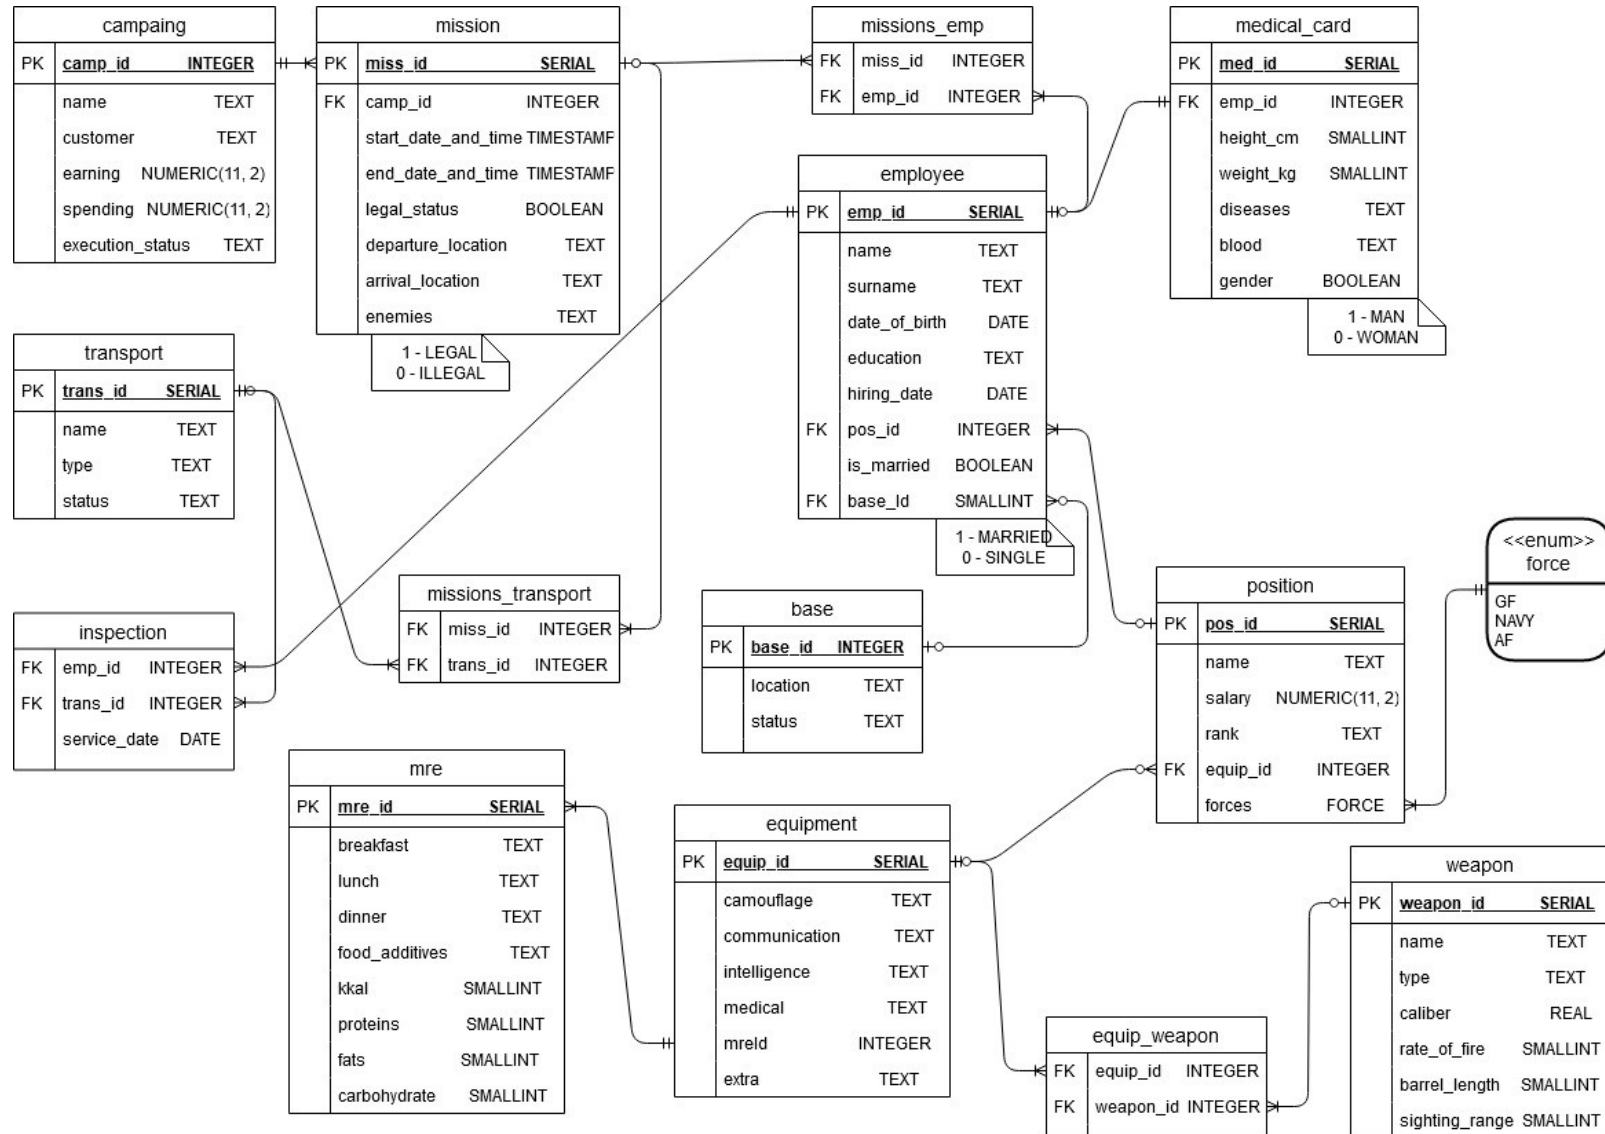 campaing
PK camp_id INTEGER
name TEXT
customer TEXT
earning NUMERIC(11, 2)
spending NUMERIC(11, 2)
execution_status TEXT
mission
PK miss_id SERIAL
FK camp_id INTEGER
start_date_and_time TIMESTAMF
end_date_and_time TIMESTAMF
legal_status BOOLEAN
departure_location TEXT
arrival_location TEXT
enemies TEXT
1 - LEGAL
0 - ILLEGAL
missions_emp
FK miss_id INTEGER
FK emp_id INTEGER
medical_card
PK med_id SERIAL
FK emp_id INTEGER
height_cm SMALLINT
weight_kg SMALLINT
diseases TEXT
blood TEXT
gender BOOLEAN
1 - MAN
0 - WOMAN
employee
PK emp_id SERIAL
name TEXT
surname TEXT
date_of_birth DATE
education TEXT
hiring_date DATE
FK pos_id INTEGER
is_married BOOLEAN
FK base_Id SMALLINT
1 - MARRIED
0 - SINGLE
transport
PK trans_id SERIAL
name TEXT
type TEXT
status TEXT
inspection
FK emp_id INTEGER
FK trans_id INTEGER
service_date DATE
missions_transport
FK miss_id INTEGER
FK trans_id INTEGER
base
PK base_id INTEGER
location TEXT
status TEXT
position
PK pos_id SERIAL
name TEXT
salary NUMERIC(11, 2)
rank TEXT
FK equip_id INTEGER
forces FORCE
<<enum>>
force
GF
NAVY
AF
mre
PK mre_id SERIAL
breakfast TEXT
lunch TEXT
dinner TEXT
food_additives TEXT
kkal SMALLINT
proteins SMALLINT
fats SMALLINT
carbohydrate SMALLINT
equipment
PK equip_id SERIAL
camouflage TEXT
communication TEXT
intelligence TEXT
medical TEXT
mreId INTEGER
extra TEXT
equip_weapon
FK equip_id INTEGER
FK weapon_id INTEGER
weapon
PK weapon_id SERIAL
name TEXT
type TEXT
caliber REAL
rate_of_fire SMALLINT
barrel_length SMALLINT
sighting_range SMALLINT